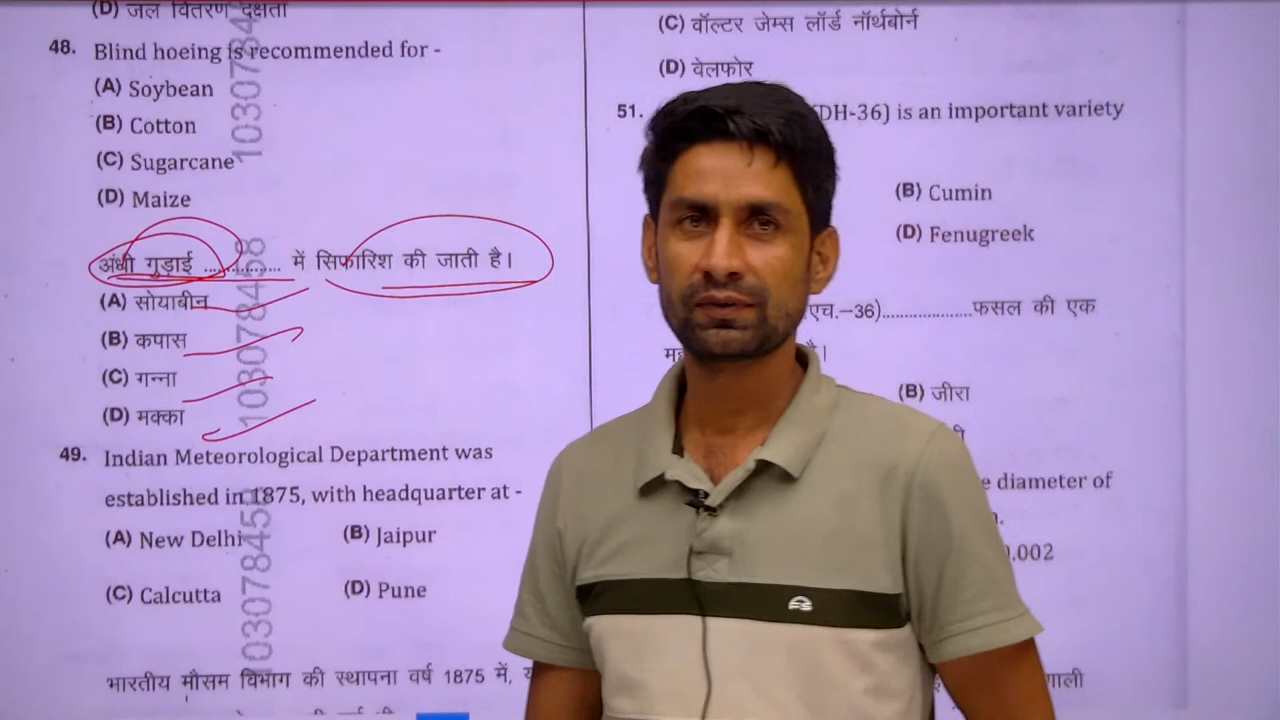 (D) जल वितरण दक्षता
48. Blind hoeing is recommended for -
(A) Soybean
(B) Cotton
(C) Sugarcane
(D) Maize
अंधी गुड़ाई .............. में सिफारिश की जाती है।
(A) सोयाबीन
(B) कपास
(C) गन्ना
(D) मक्का
49. Indian Meteorological Department was
established in 1875, with headquarter at -
(A) New Delhi (B) Jaipur
(C) Calcutta (D) Pune
भारतीय मौसम विभाग की स्थापना वर्ष 1875 में,
(C) वॉल्टर जेम्स लॉर्ड नॉर्थबोर्न
(D) वेलफोर
51. (DH-36) is an important variety
(B) Cumin
(D) Fenugreek
एच.–36)....................फसल की एक
है।
(B) जीरा
diameter of
103078458
FS